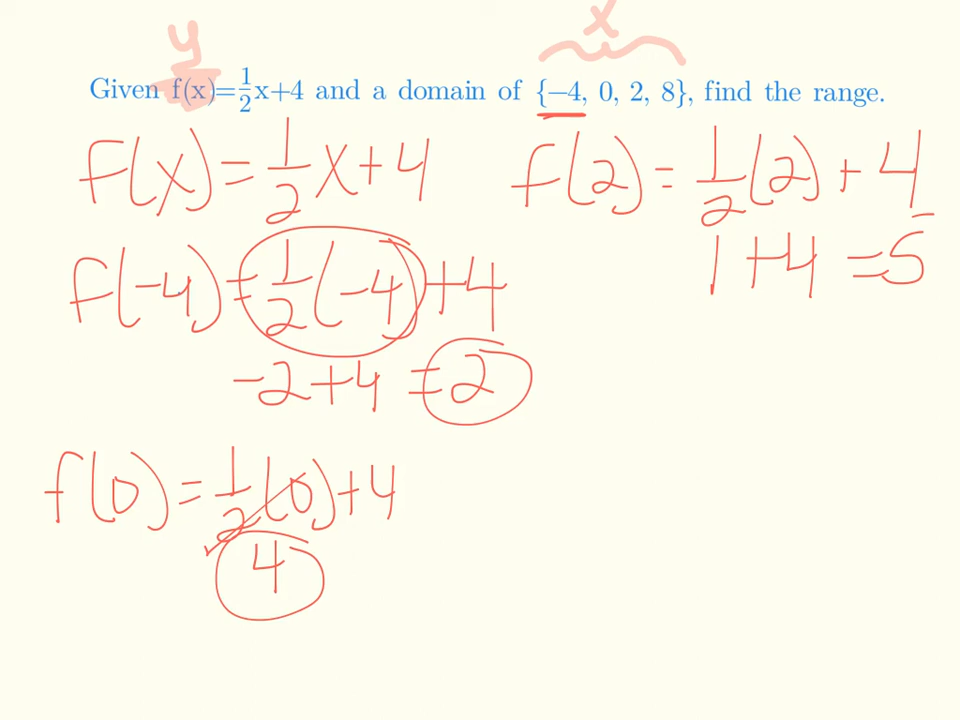 y
x
Given f(x)=½x+4 and a domain of {−4, 0, 2, 8}, find the range.
f(x) = ½x+4
f(-4) = ½(-4) +4
-2+4 = 2
f(0) = ½(0)+4
4
f(2) = ½(2) + 4
1+4 = 5